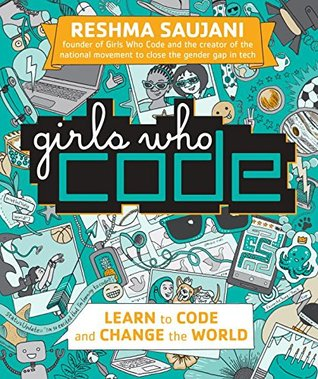 RESHMA SAUJANI
founder of Girls Who Code and the creator of the
national movement to close the gender gap in tech
girls who
CODE
LEARN to CODE
and CHANGE the WORLD